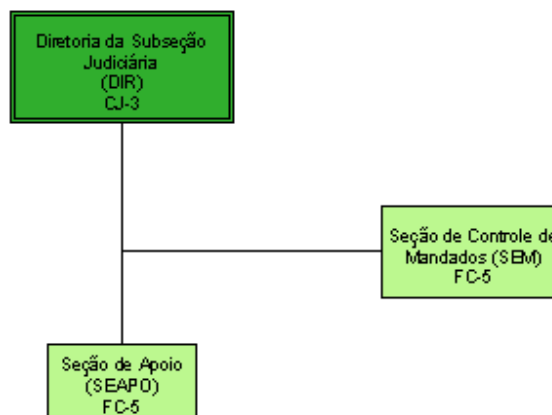 Diretoria da Subseção
Judiciária
(DIR)
CJ-3
Seção de Controle de
Mandados (SEM)
FC-5
Seção de Apoio
(SEAPO)
FC-5